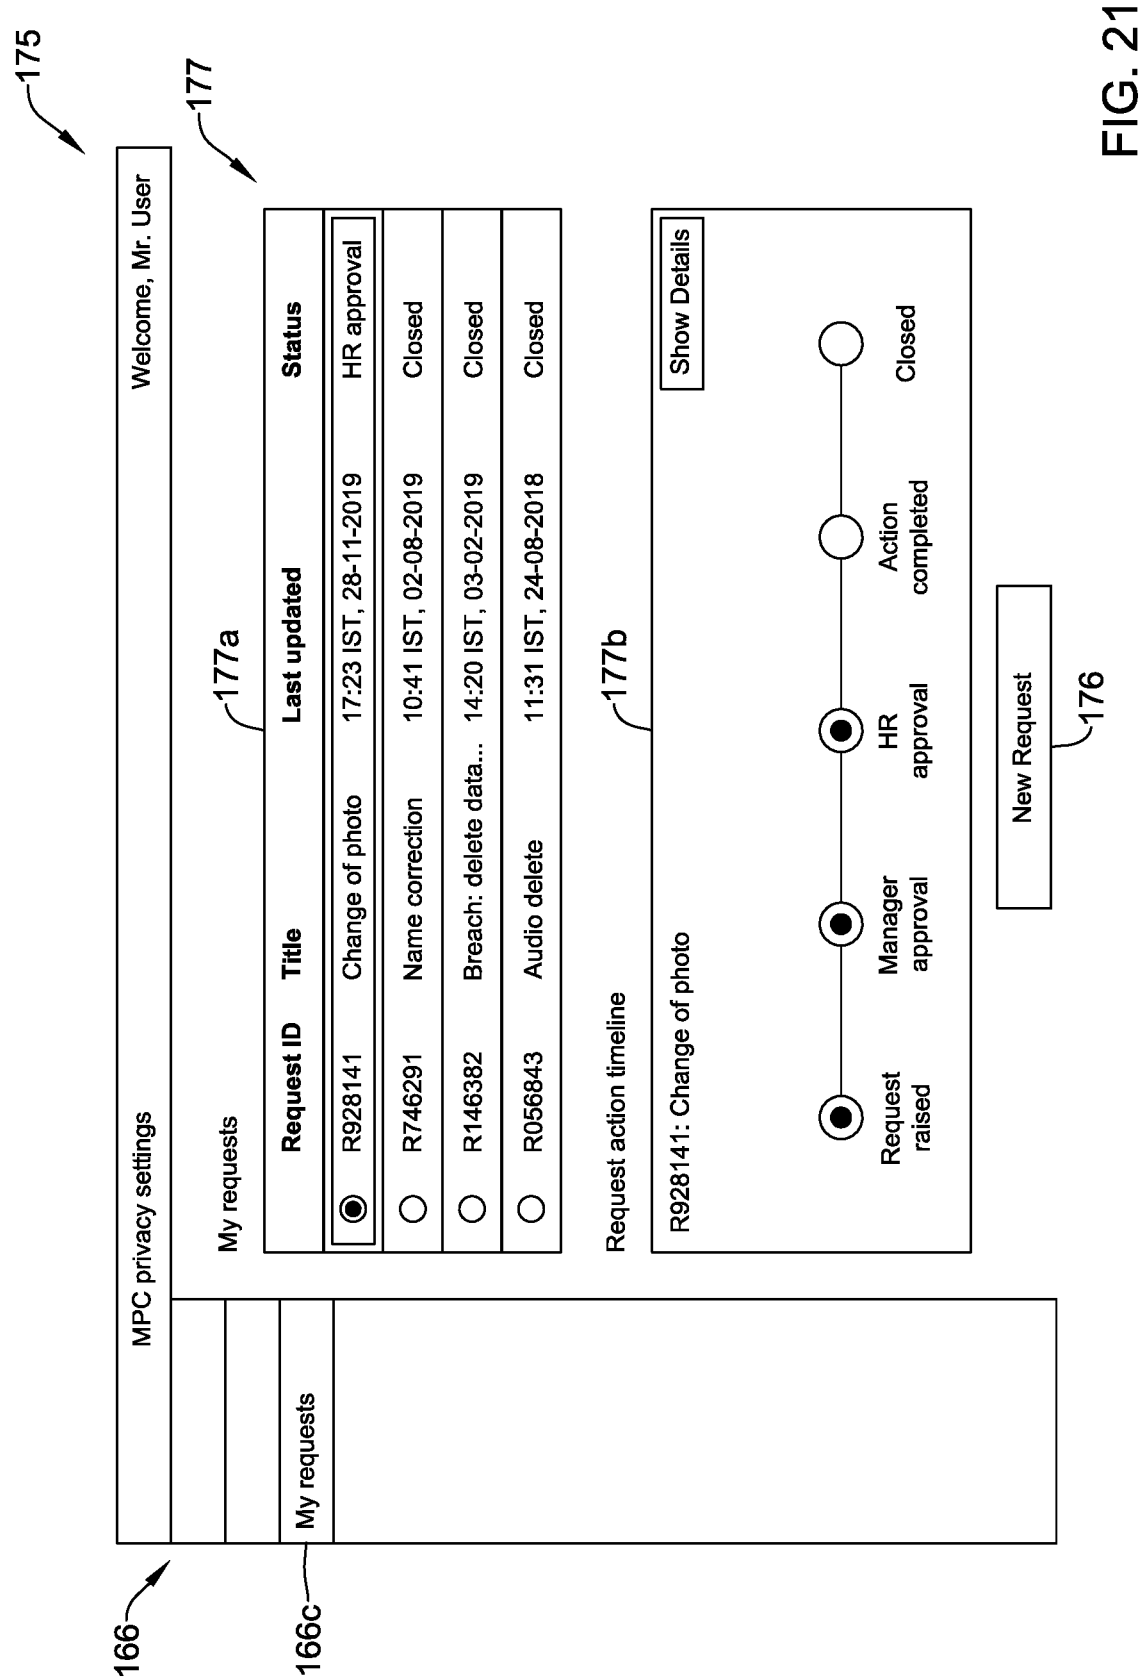 175
MPC privacy settings Welcome, Mr. User
166
177
My requests
177a
Request ID Title Last updated Status
R928141 Change of photo 17:23 IST, 28-11-2019 HR approval
R746291 Name correction 10:41 IST, 02-08-2019 Closed
R146382 Breach: delete data... 14:20 IST, 03-02-2019 Closed
R056843 Audio delete 11:31 IST, 24-08-2018 Closed
My requests
166c
Request action timeline
177b
R928141: Change of photo Show Details
Request
raised
Manager
approval
HR
approval
Action
completed
Closed
New Request
176
FIG. 21